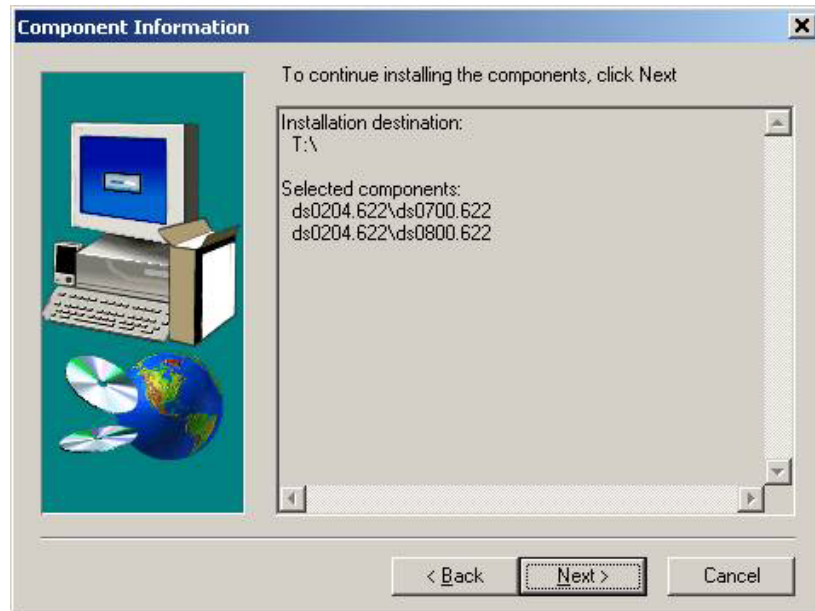 Component Information
To continue installing the components, click Next
Installation destination:
T:\
Selected components:
ds0204.622\ds0700.622
ds0204.622\ds0800.622
< Back
Next >
Cancel